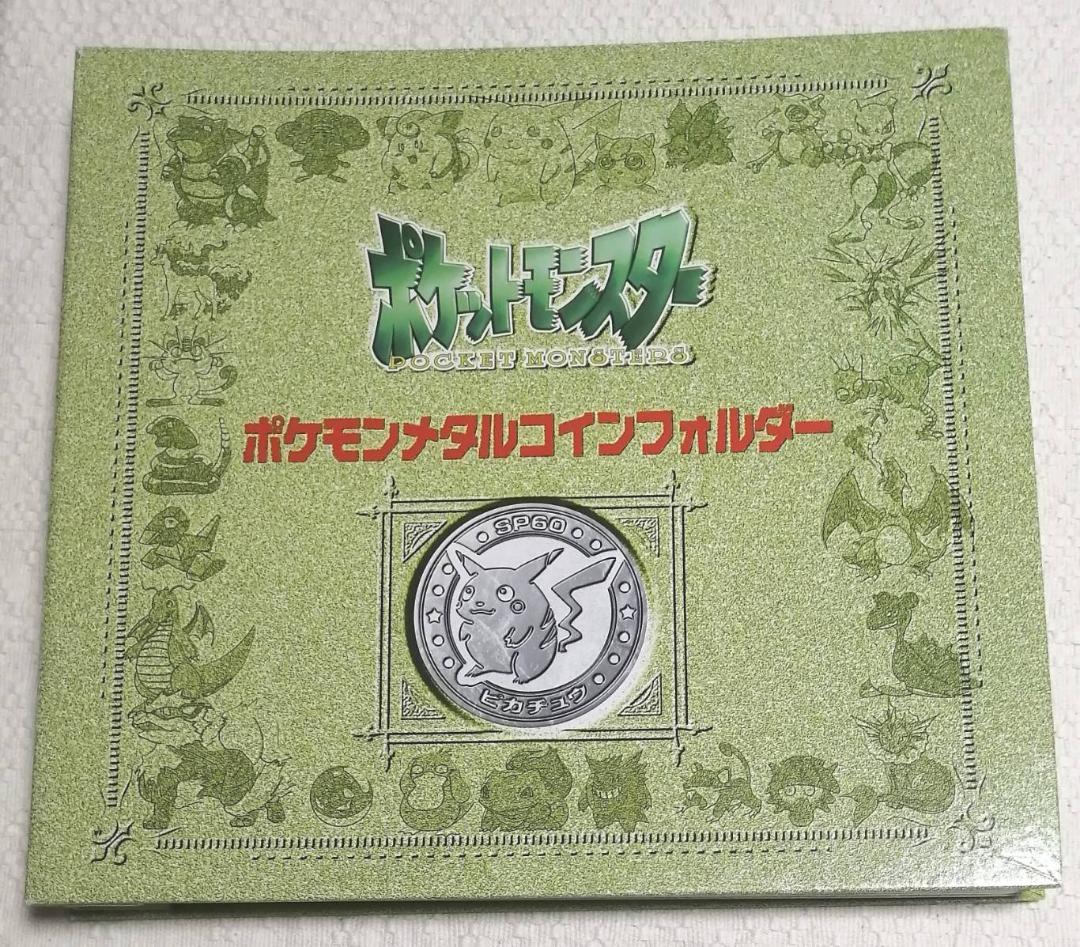 ポケットモンスター
POCKET MONSTERS
ポケモンメタルコインフォルダー
SP60
ピカチュウ